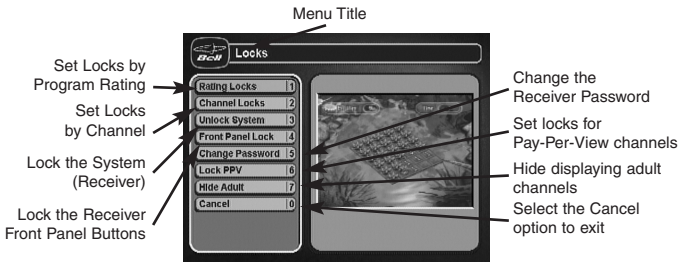 Menu Title
Bell
Locks
Set Locks by
Program Rating
Set Locks
by Channel
Lock the System
(Receiver)
Lock the Receiver
Front Panel Buttons
Rating Locks 1
Channel Locks 2
Unlock System 3
Front Panel Lock 4
Change Password 5
Lock PPV 6
Hide Adult 7
Cancel 0
Change the
Receiver Password
Set locks for
Pay-Per-View channels
Hide displaying adult
channels
Select the Cancel
option to exit